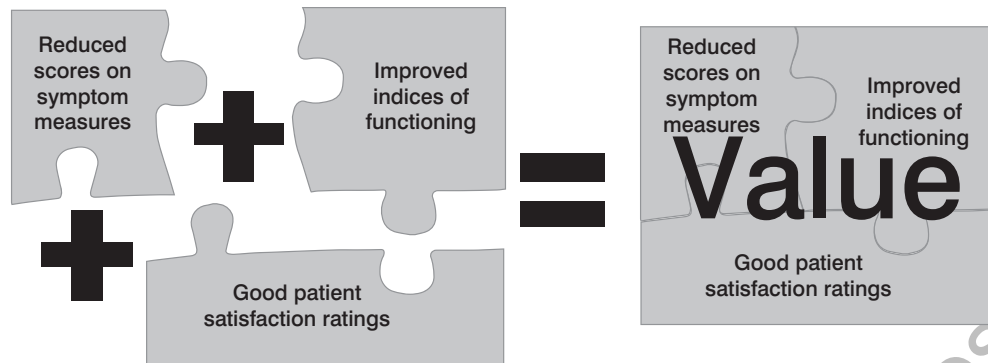 Reduced
scores on
symptom
measures
+
Improved
indices of
functioning
+
Good patient
satisfaction ratings
=
Reduced
scores on
symptom
measures
Improved
indices of
functioning
Value
Good patient
satisfaction ratings